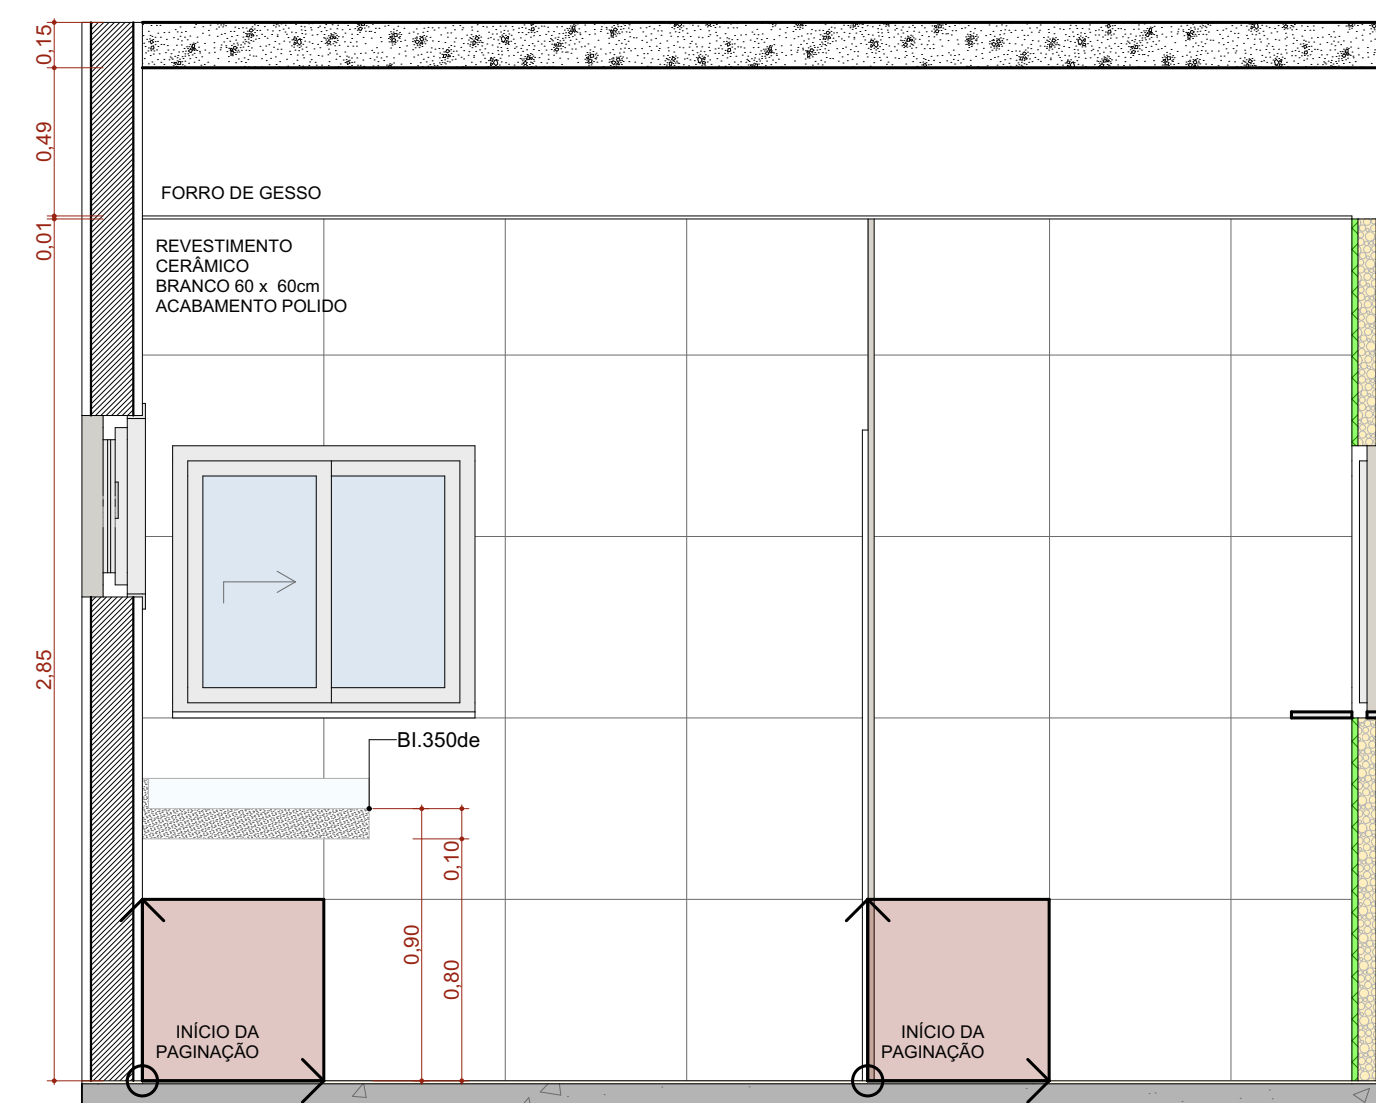 0,15
0,49
FORRO DE GESSO
0,01
REVESTIMENTO
CERÂMICO
BRANCO 60 x 60cm
ACABAMENTO POLIDO
2,85
BI.350de
0,10
0,90
0,80
INÍCIO DA
PAGINAÇÃO
INÍCIO DA
PAGINAÇÃO